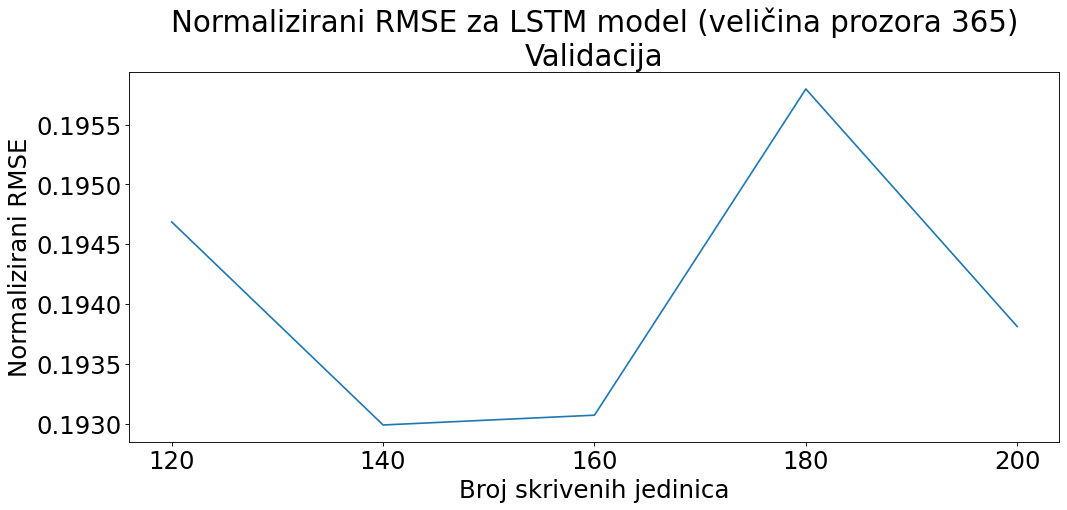 Normalizirani RMSE za LSTM model (veličina prozora 365)
Validacija
Normalizirani RMSE
0.1955
0.1950
0.1945
0.1940
0.1935
0.1930
120 140 160 180 200
Broj skrivenih jedinica